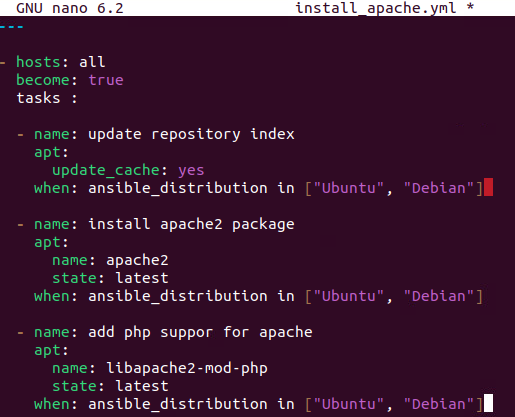 GNU nano 6.2 install_apache.yml *
---
- hosts: all
become: true
tasks :
- name: update repository index
apt:
update_cache: yes
when: ansible_distribution in ["Ubuntu", "Debian"]
- name: install apache2 package
apt:
name: apache2
state: latest
when: ansible_distribution in ["Ubuntu", "Debian"]
- name: add php suppor for apache
apt:
name: libapache2-mod-php
state: latest
when: ansible_distribution in ["Ubuntu", "Debian"]